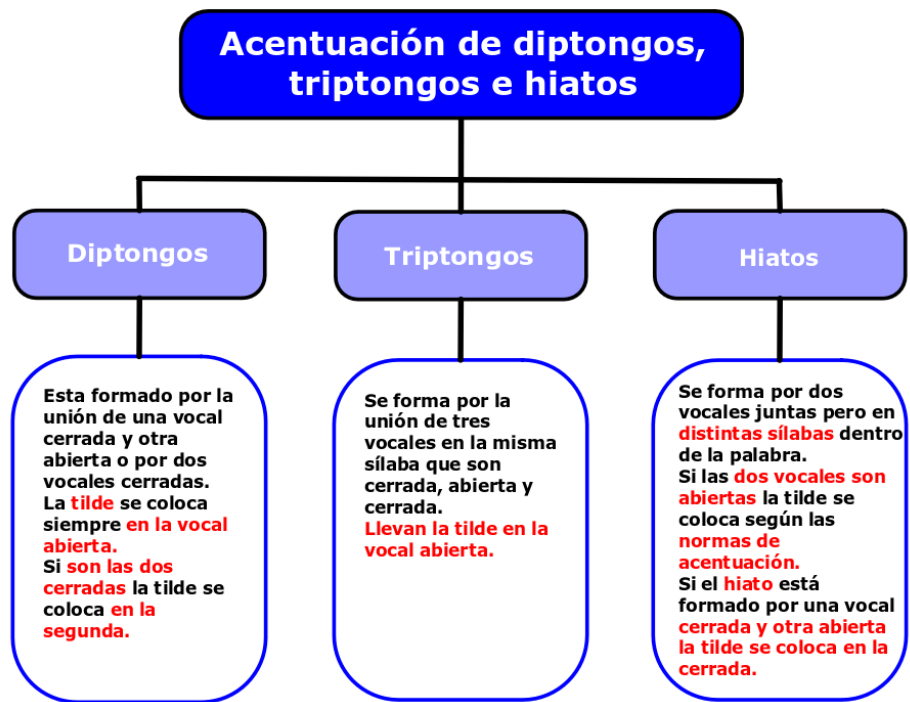 Acentuación de diptongos,
triptongos e hiatos
Diptongos
Triptongos
Hiatos
Esta formado por la
unión de una vocal
cerrada y otra
abierta o por dos
vocales cerradas.
La tilde se coloca
siempre en la vocal
abierta.
Si son las dos
cerradas la tilde se
coloca en la
segunda.
Se forma por la
unión de tres
vocales en la misma
sílaba que son
cerrada, abierta y
cerrada.
Llevan la tilde en la
vocal abierta.
Se forma por dos
vocales juntas pero en
distintas sílabas dentro
de la palabra.
Si las dos vocales son
abiertas la tilde se
coloca según las
normas de
acentuación.
Si el hiato está
formado por una vocal
cerrada y otra abierta
la tilde se coloca en la
cerrada.